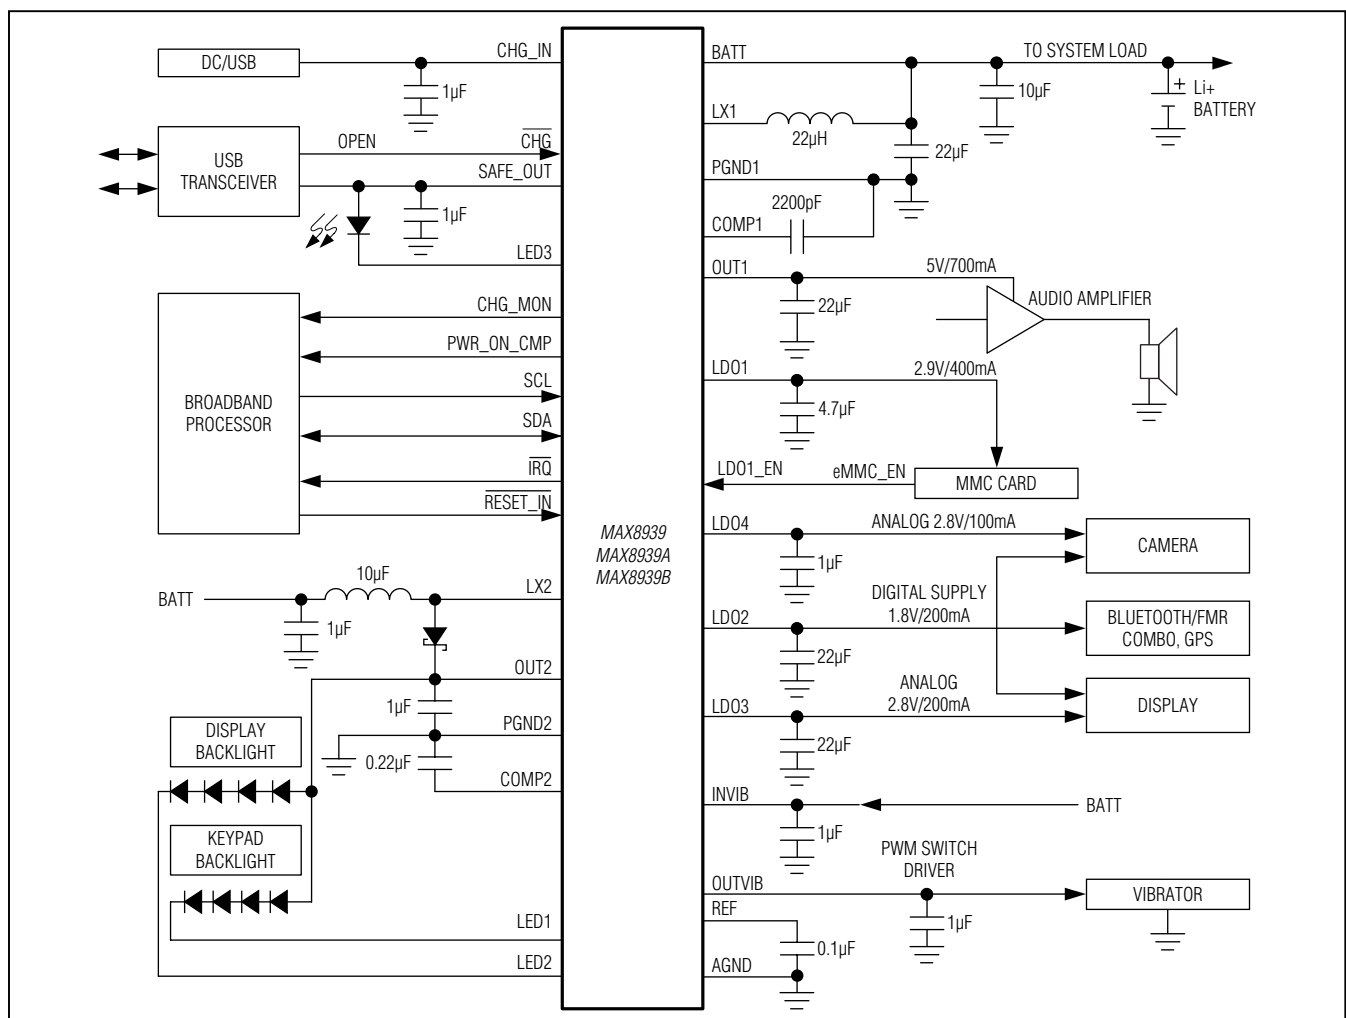 DC/USB
CHG_IN
1µF
USB
TRANSCEIVER
OPEN
CHG
SAFE_OUT
1µF
LED3
BROADBAND
PROCESSOR
CHG_MON
PWR_ON_CMP
SCL
SDA
IRQ
RESET_IN
BATT
10µF
LX2
1µF
OUT2
1µF
PGND2
0.22µF
COMP2
DISPLAY
BACKLIGHT
KEYPAD
BACKLIGHT
LED1
LED2
MAX8939
MAX8939A
MAX8939B
BATT
TO SYSTEM LOAD
10µF
+
Li+
BATTERY
LX1
22µH
22µF
PGND1
2200pF
COMP1
OUT1
5V/700mA
22µF
AUDIO AMPLIFIER
LDO1
2.9V/400mA
4.7µF
LDO1_EN
eMMC_EN
MMC CARD
LDO4
ANALOG 2.8V/100mA
1µF
CAMERA
DIGITAL SUPPLY
LDO2
1.8V/200mA
22µF
BLUETOOTH/FMR
COMBO, GPS
ANALOG
LDO3
2.8V/200mA
22µF
DISPLAY
INVIB
BATT
1µF
PWM SWITCH
DRIVER
OUTVIB
1µF
VIBRATOR
REF
0.1µF
AGND